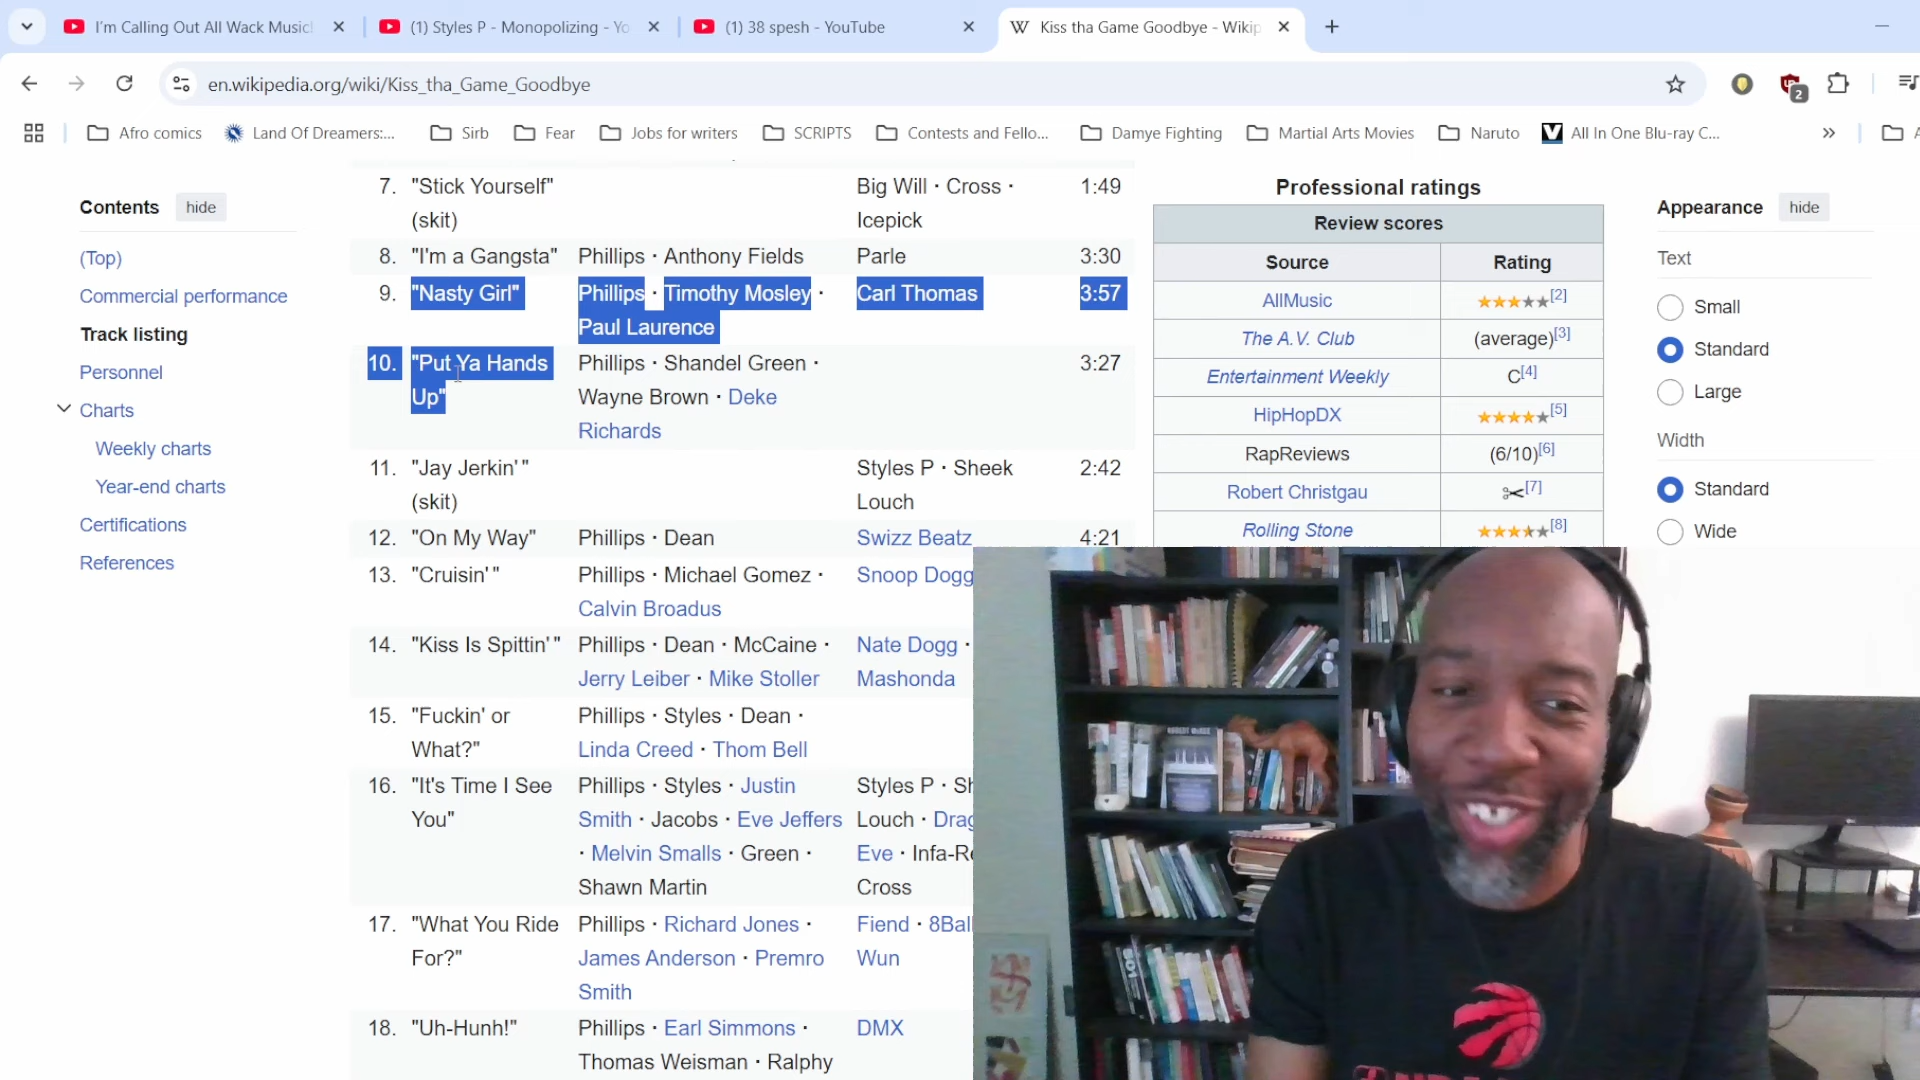 I'm Calling Out All Wack Music
(1) Styles P - Monopolizing - Yo
(1) 38 spesh - YouTube
Kiss tha Game Goodbye - Wikip
en.wikipedia.org/wiki/Kiss_tha_Game_Goodbye
2
Afro comics
Land Of Dreamers:...
Sirb
Fear
Jobs for writers
SCRIPTS
Contests and Fello...
Damye Fighting
Martial Arts Movies
Naruto
All In One Blu-ray C...
Contents hide
(Top)
Commercial performance
Track listing
Personnel
Charts
Weekly charts
Year-end charts
Certifications
References
7. "Stick Yourself" Big Will · Cross · 1:49
(skit) Icepick
8. "I'm a Gangsta" Phillips · Anthony Fields Parle 3:30
9. "Nasty Girl" Phillips · Timothy Mosley · Carl Thomas 3:57
Paul Laurence
10. "Put Ya Hands Phillips · Shandel Green · 3:27
Up" Wayne Brown · Deke
Richards
11. "Jay Jerkin'" Styles P · Sheek 2:42
(skit) Louch
12. "On My Way" Phillips · Dean Swizz Beatz 4:21
13. "Cruisin'" Phillips · Michael Gomez · Snoop Dogg
Calvin Broadus
14. "Kiss Is Spittin'" Phillips · Dean · McCaine · Nate Dogg ·
Jerry Leiber · Mike Stoller Mashonda
15. "Fuckin' or Phillips · Styles · Dean ·
What?" Linda Creed · Thom Bell
16. "It's Time I See Phillips · Styles · Justin Styles P · Sh
You" Smith · Jacobs · Eve Jeffers Louch · Drag
· Melvin Smalls · Green · Eve · Infa-Re
Shawn Martin Cross
17. "What You Ride Phillips · Richard Jones · Fiend · 8Ball
For?" James Anderson · Premro Wun
Smith
18. "Uh-Hunh!" Phillips · Earl Simmons · DMX
Thomas Weisman · Ralphy
Professional ratings
Review scores
Source Rating
AllMusic [2]
The A.V. Club (average)[3]
Entertainment Weekly C[4]
HipHopDX [5]
RapReviews (6/10)[6]
Robert Christgau [7]
Rolling Stone [8]
Appearance hide
Text
Small
Standard
Large
Width
Standard
Wide